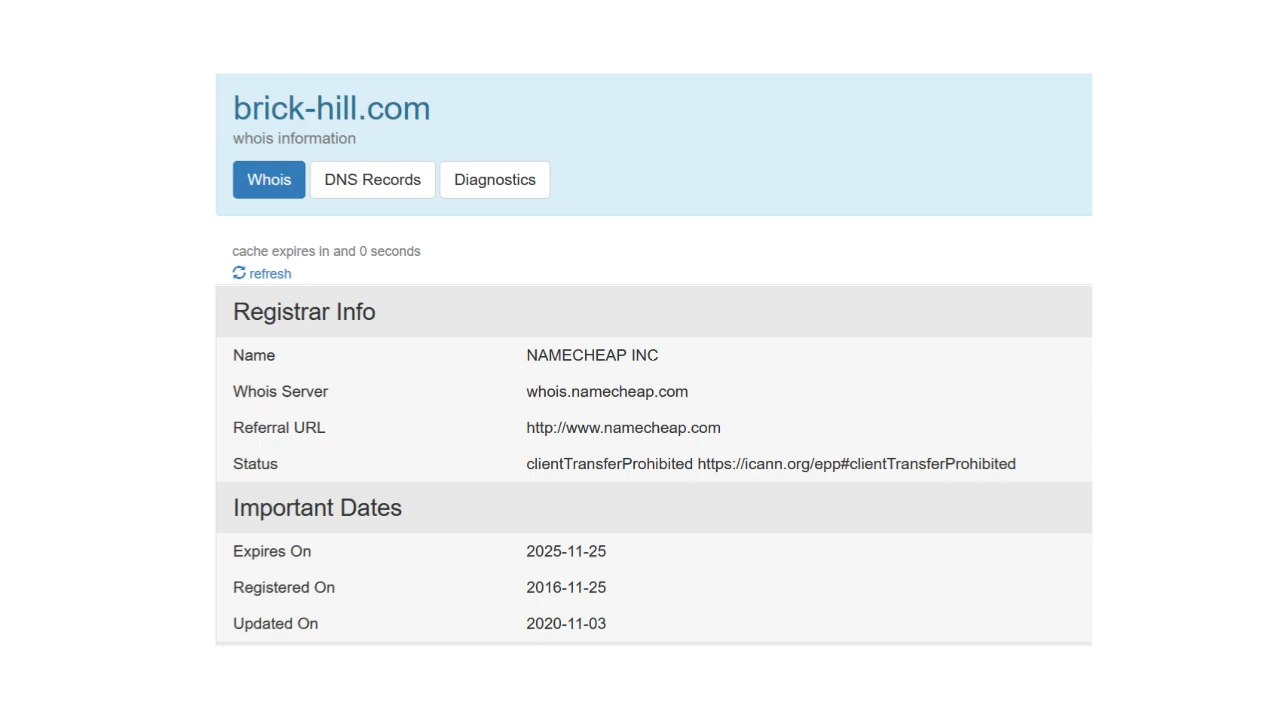 brick-hill.com
whois information
Whois DNS Records Diagnostics
cache expires in and 0 seconds
refresh
Registrar Info
Name NAMECHEAP INC
Whois Server whois.namecheap.com
Referral URL http://www.namecheap.com
Status clientTransferProhibited https://icann.org/epp#clientTransferProhibited
Important Dates
Expires On 2025-11-25
Registered On 2016-11-25
Updated On 2020-11-03